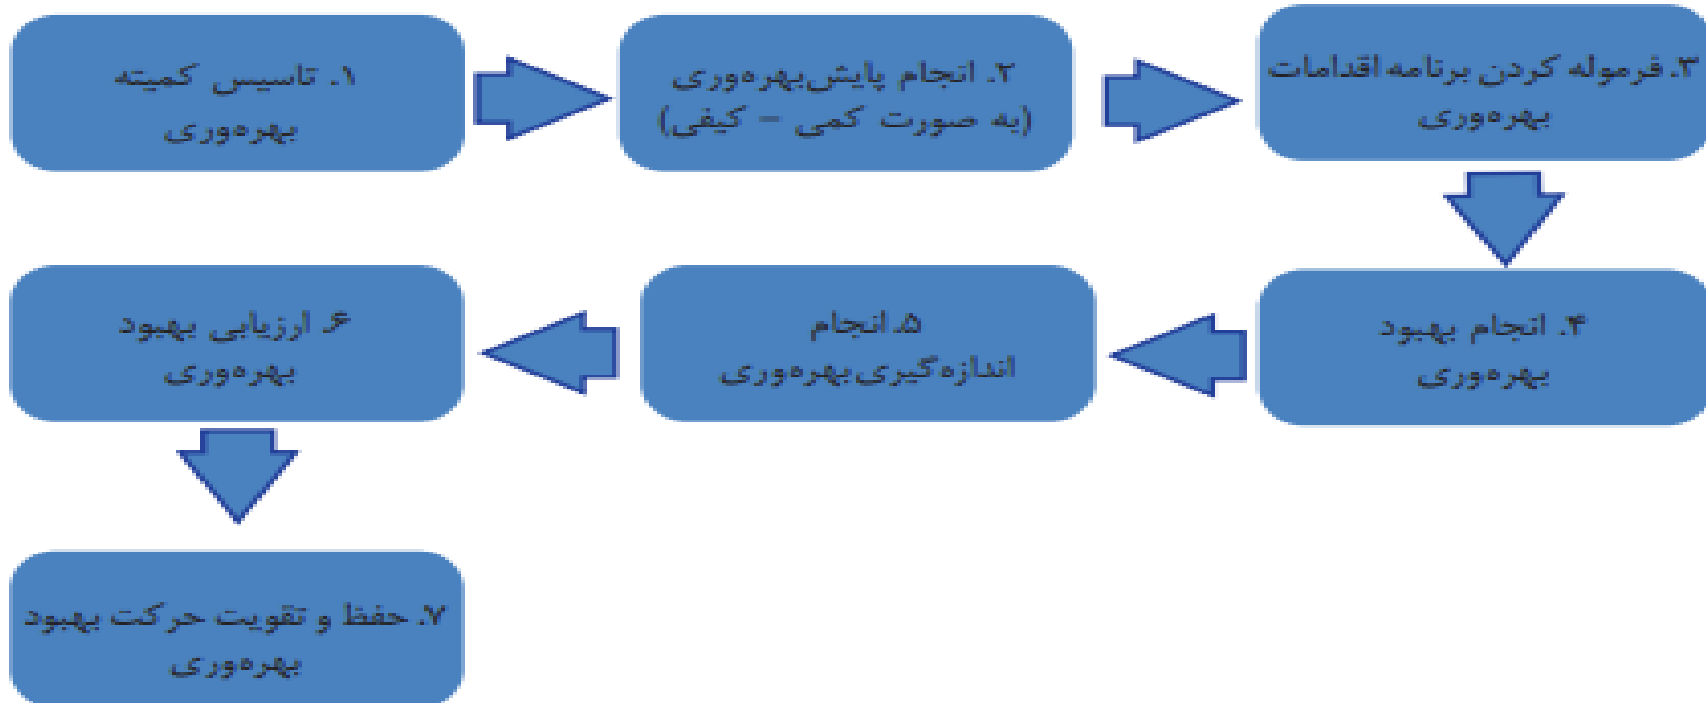 ۱. تاسیس کمیته
بهره‌وری
۲. انجام پایش‌بهره‌وری
(به صورت کمی – کیفی)
۳. فرموله کردن برنامه اقدامات
بهره‌وری
۴. انجام بهبود
بهره‌وری
۵. انجام
اندازه‌گیری‌بهره‌وری
۶. ارزیابی بهبود
بهره‌وری
۷. حفظ و تقویت حرکت بهبود
بهره‌وری